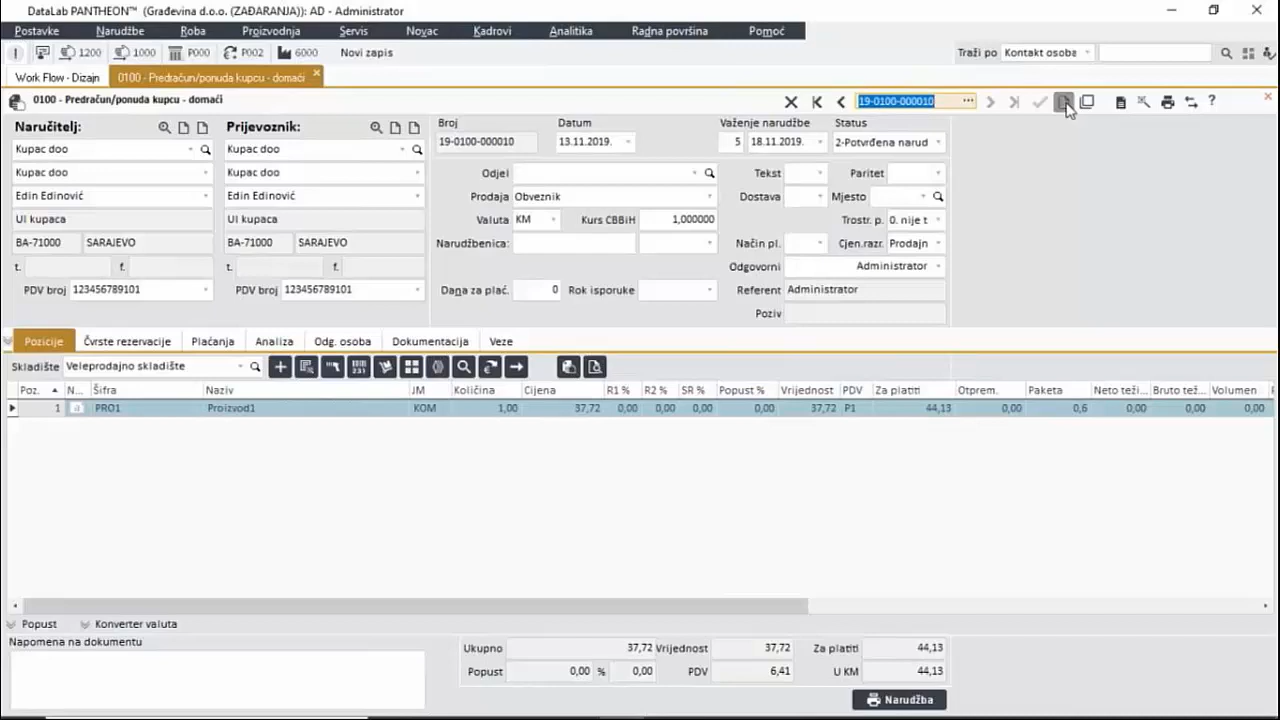 DataLab PANTHEON™ (Građevina d.o.o. (ZAĐARANJA)): AD - Administrator
Postavke Narudžbe Roba Proizvodnja Servis Novac Kadrovi Analitika Radna površina Pomoć
1200 1000 P000 P002 6000 Novi zapis Traži po Kontakt osoba
Work Flow - Dizajn 0100 - Predračun/ponuda kupcu - domaći
0100 - Predračun/ponuda kupcu - domaći 19-0100-000010
Naručitelj: Prijevoznik: Broj Datum Važenje narudžbe Status
19-0100-000010 13.11.2019. 5 18.11.2019. 2-Potvrđena narud
Kupac doo Kupac doo
Kupac doo Kupac doo Odjel Tekst Paritet
Edin Edinović Edin Edinović Prodaja Obveznik Dostava Mjesto
Ul kupaca Ul kupaca Valuta KM Kurs CBBiH 1,000000 Trostr. p. 0. nije t
BA-71000 SARAJEVO BA-71000 SARAJEVO Narudžbenica: Način pl. Cjen.razr. Prodajn
t. f. t. f. Odgovorni Administrator
PDV broj 123456789101 PDV broj 123456789101 Dana za plać. 0 Rok isporuke Referent Administrator
Poziv
Pozicije Čvrste rezervacije Plaćanja Analiza Odg. osoba Dokumentacija Veze
Skladište Veleprodajno skladište
Poz. N... Šifra Naziv JM Količina Cijena R1 % R2 % SR % Popust % Vrijednost PDV Za platiti Otprem. Paketa Neto teži... Bruto tež... Volumen
1 PRO1 Proizvod1 KOM 1,00 37,72 0,00 0,00 0,00 0,00 37,72 P1 44,13 0,00 0,6 0,00 0,00 0,00
Popust Konverter valuta
Napomena na dokumentu
Ukupno 37,72 Vrijednost 37,72 Za platiti 44,13
Popust 0,00 % 0,00 PDV 6,41 U KM 44,13
Narudžba